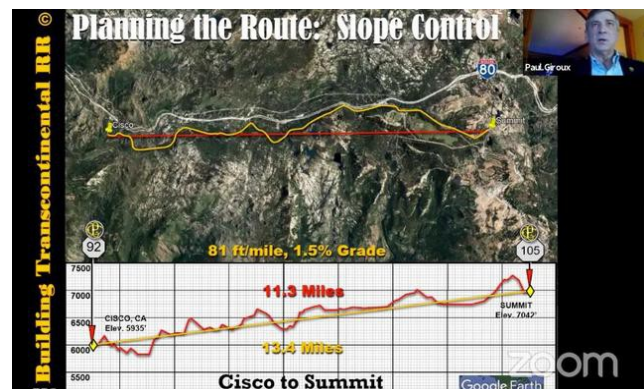 Planning the Route: Slope Control
Paul Giroux
Building Transcontinental RR ©
80
Cisco
Summit
92
81 ft/mile, 1.5% Grade
105
7500
7000
6000
5500
11.3 Miles
CISCO, CA
Elev. 5935'
SUMMIT
Elev. 7042'
13.4 Miles
Cisco to Summit
Google Earth
zoom